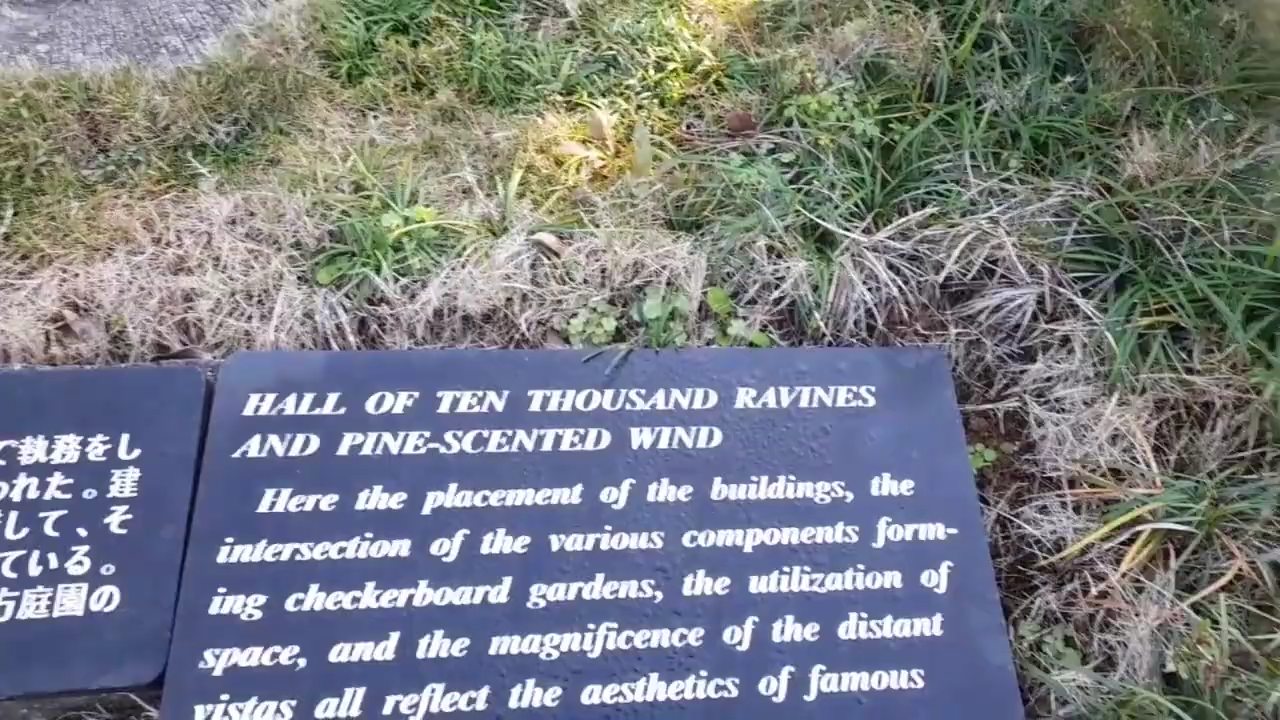 で執務をし
われた。建
して、そ
ている。
方庭園の
HALL OF TEN THOUSAND RAVINES
AND PINE-SCENTED WIND
Here the placement of the buildings, the
intersection of the various components form-
ing checkerboard gardens, the utilization of
space, and the magnificence of the distant
vistas all reflect the aesthetics of famous